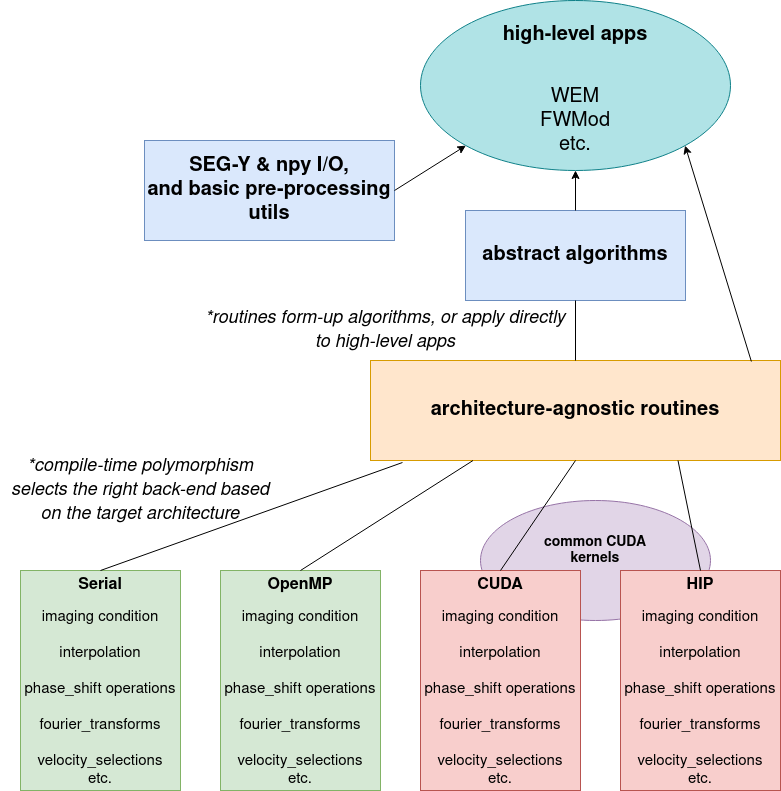 high-level apps
WEM
FWMod
etc.
SEG-Y & npy I/O,
and basic pre-processing
utils
abstract algorithms
*routines form-up algorithms, or apply directly
to high-level apps
architecture-agnostic routines
*compile-time polymorphism
selects the right back-end based
on the target architecture
common CUDA
kernels
Serial
imaging condition
interpolation
phase_shift operations
fourier_transforms
velocity_selections
etc.
OpenMP
imaging condition
interpolation
phase_shift operations
fourier_transforms
velocity_selections
etc.
CUDA
imaging condition
interpolation
phase_shift operations
fourier_transforms
velocity_selections
etc.
HIP
imaging condition
interpolation
phase_shift operations
fourier_transforms
velocity_selections
etc.